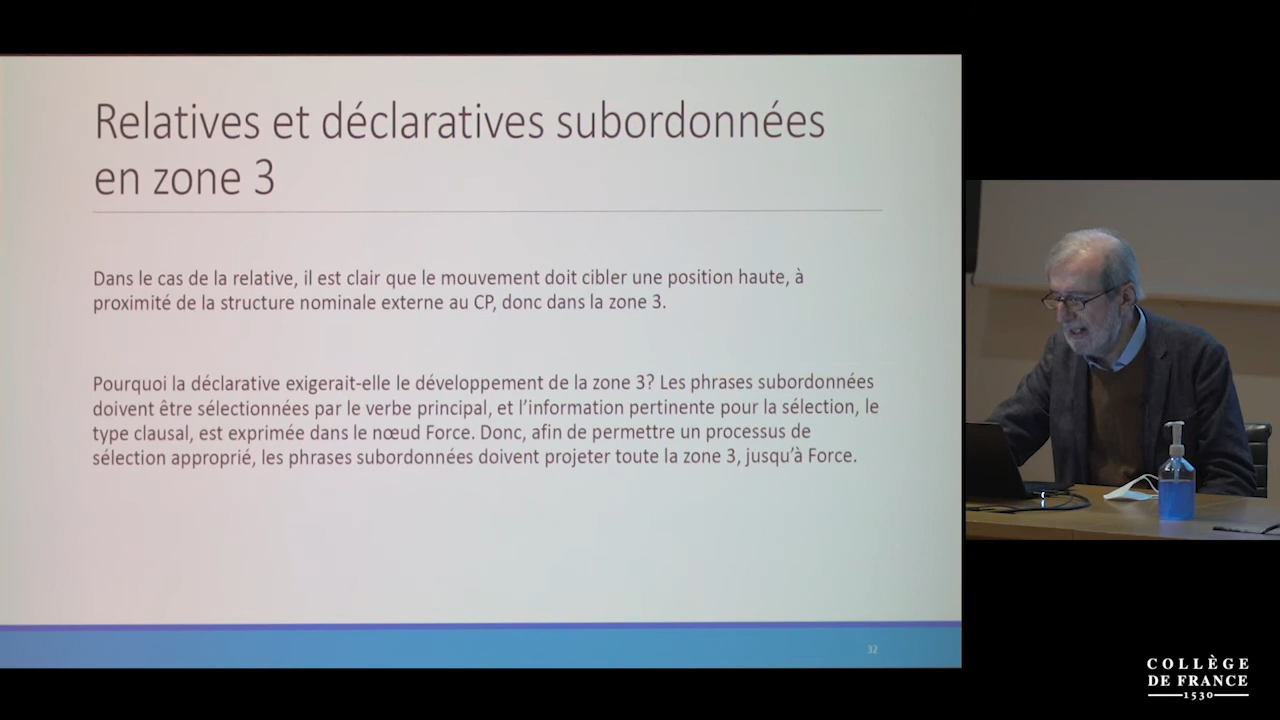 Relatives et déclaratives subordonnées
en zone 3
Dans le cas de la relative, il est clair que le mouvement doit cibler une position haute, à
proximité de la structure nominale externe au CP, donc dans la zone 3.
Pourquoi la déclarative exigerait-elle le développement de la zone 3? Les phrases subordonnées
doivent être sélectionnées par le verbe principal, et l'information pertinente pour la sélection, le
type clausal, est exprimée dans le nœud Force. Donc, afin de permettre un processus de
sélection approprié, les phrases subordonnées doivent projeter toute la zone 3, jusqu'à Force.
32
COLLÈGE
DE FRANCE
1530